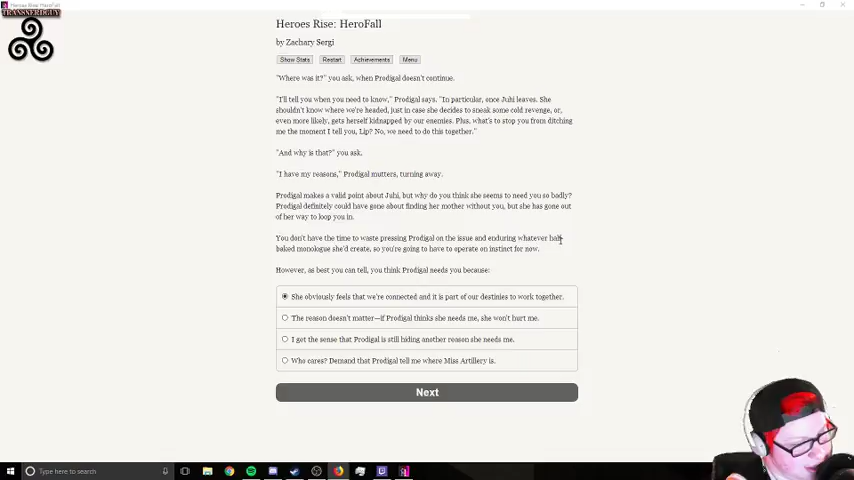 Heroes Rise: HeroFall
TRANSNERDGUY
Heroes Rise: HeroFall
by Zachary Sergi
Show Stats
Restart
Achievements
Menu
"Where was it?" you ask, when Prodigal doesn't continue.
"I'll tell you when you need to know," Prodigal says. "In particular, once Juhi leaves. She
shouldn't know where we're headed, just in case she decides to sneak some cold revenge, or,
even more likely, gets herself kidnapped by our enemies. Plus, what's to stop you from ditching
me the moment I tell you, Lip? No, we need to do this together."
"And why is that?" you ask.
"I have my reasons," Prodigal mutters, turning away.
Prodigal makes a valid point about Juhi, but why do you think she seems to need you so badly?
Prodigal definitely could have gone about finding her mother without you, but she has gone out
of her way to loop you in.
You don't have the time to waste pressing Prodigal on the issue and enduring whatever half-
baked monologue she'd create, so you're going to have to operate on instinct for now.
However, as best you can tell, you think Prodigal needs you because:
She obviously feels that we're connected and it is part of our destinies to work together.
The reason doesn't matter—if Prodigal thinks she needs me, she won't hurt me.
I get the sense that Prodigal is still hiding another reason she needs me.
Who cares? Demand that Prodigal tell me where Miss Artillery is.
Next
Type here to search